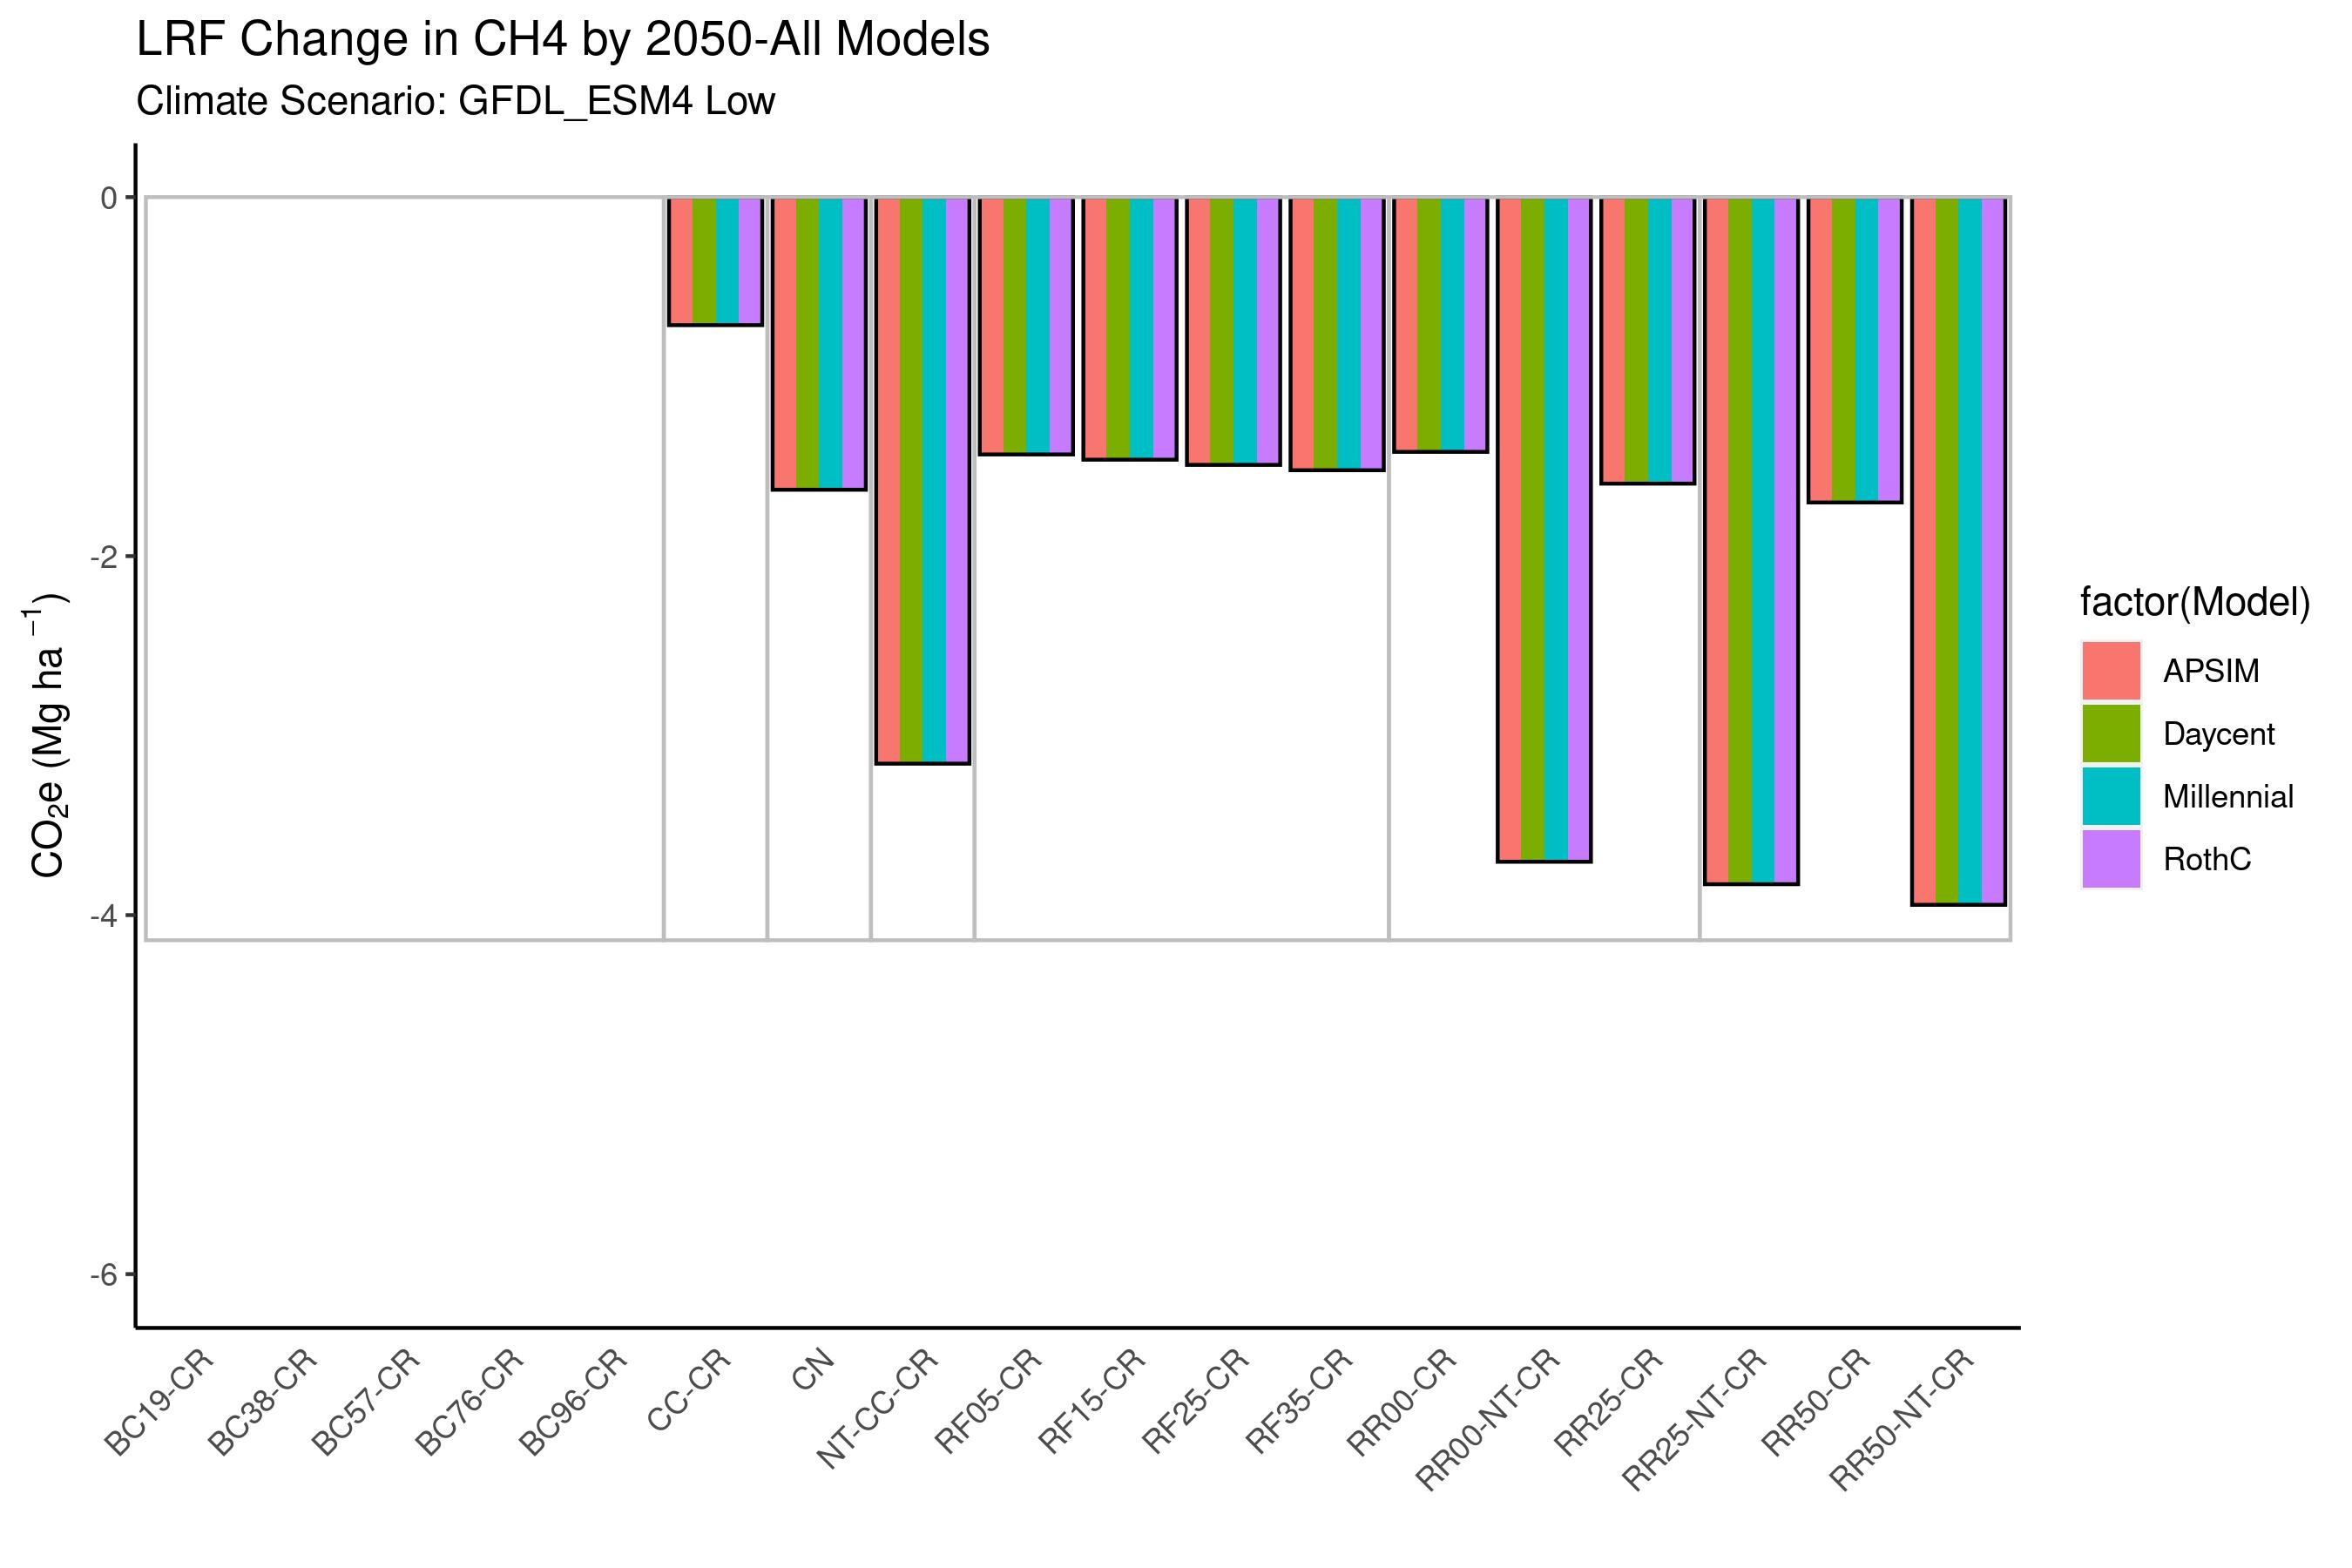 LRF Change in CH4 by 2050-All Models
Climate Scenario: GFDL_ESM4 Low
CO₂e (Mg ha ⁻¹)
0
-2
-4
-6
BC19-CR
BC38-CR
BC57-CR
BC76-CR
BC96-CR
CC-CR
CN
NT-CC-CR
RF05-CR
RF15-CR
RF25-CR
RF35-CR
RR00-CR
RR00-NT-CR
RR25-CR
RR25-NT-CR
RR50-CR
RR50-NT-CR
factor(Model)
APSIM
Daycent
Millennial
RothC